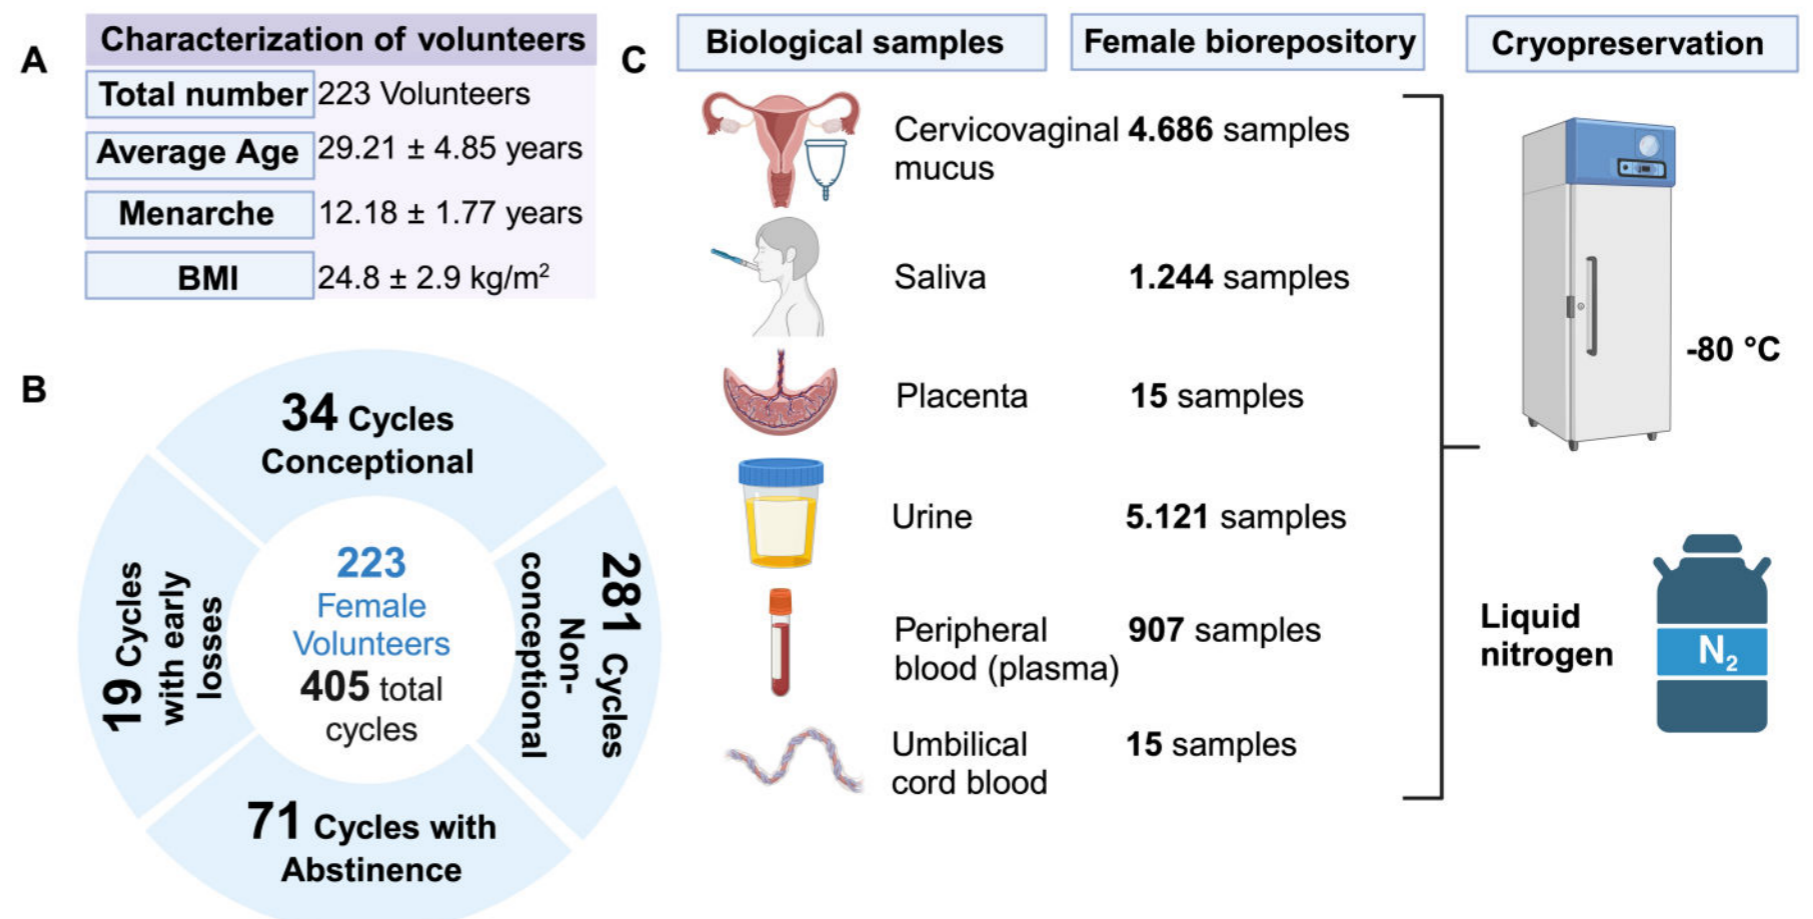 A
Characterization of volunteers
Total number 223 Volunteers
Average Age 29.21 ± 4.85 years
Menarche 12.18 ± 1.77 years
BMI 24.8 ± 2.9 kg/m²
B
34 Cycles
Conceptional
281 Cycles
Non-
conceptional
71 Cycles with
Abstinence
19 Cycles
with early
losses
223
Female
Volunteers
405 total
cycles
C
Biological samples
Female biorepository
Cryopreservation
Cervicovaginal 4.686 samples
mucus
Saliva 1.244 samples
Placenta 15 samples
Urine 5.121 samples
Peripheral 907 samples
blood (plasma)
Umbilical 15 samples
cord blood
-80 °C
Liquid
nitrogen
N₂